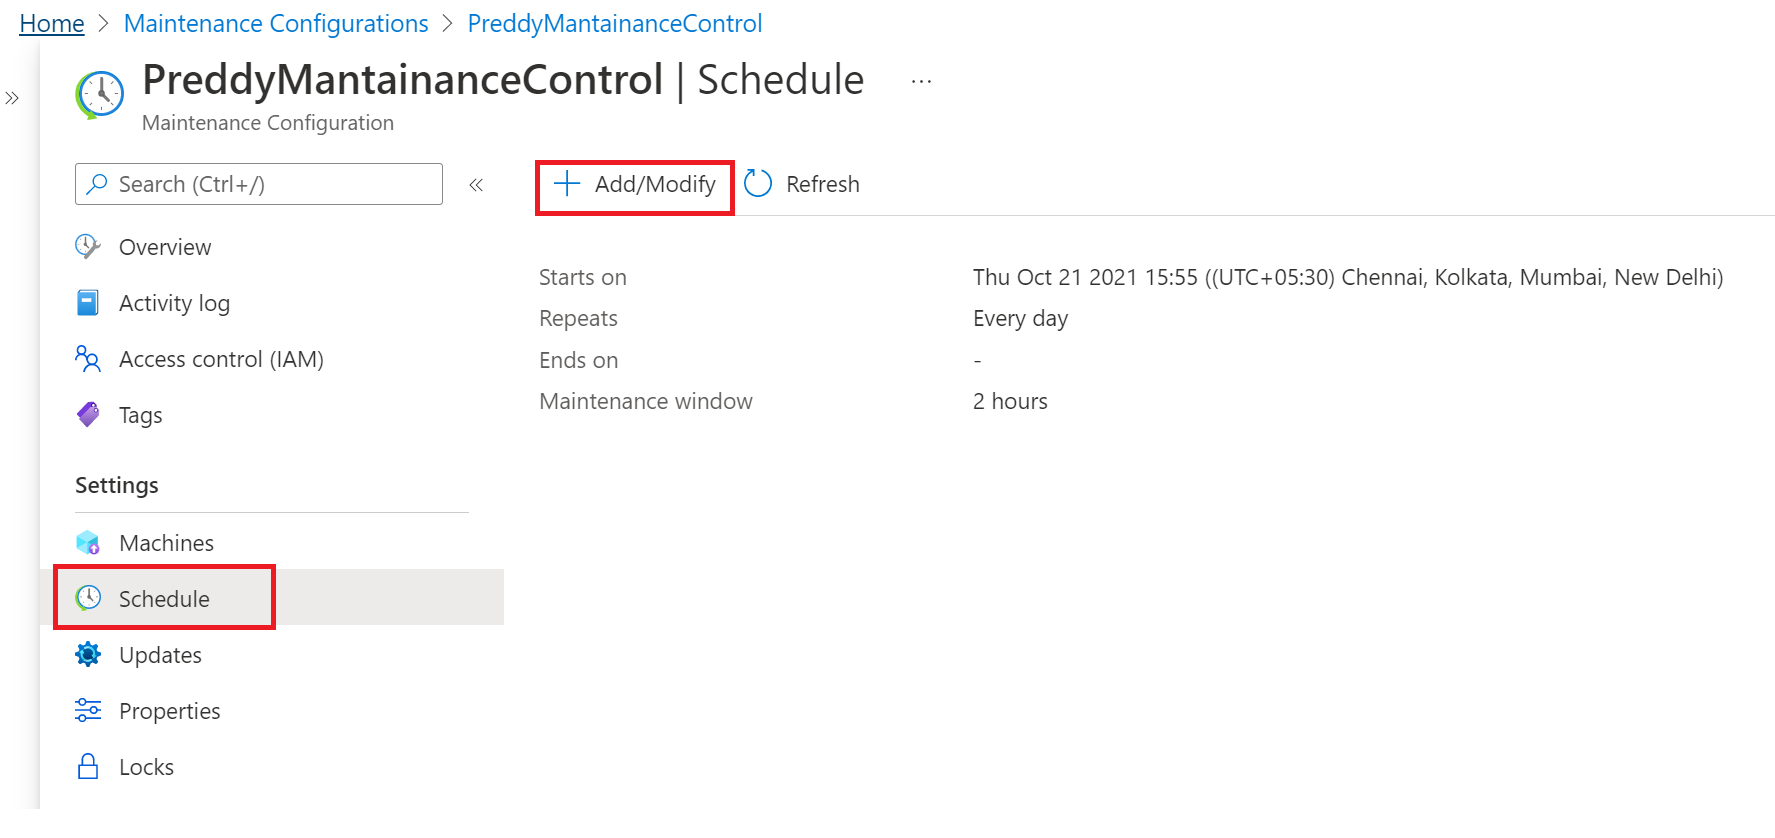 Home > Maintenance Configurations > PreddyMantainanceControl
PreddyMantainanceControl | Schedule ...
Maintenance Configuration
Search (Ctrl+/)
Overview
Activity log
Access control (IAM)
Tags
Settings
Machines
Schedule
Updates
Properties
Locks
Add/Modify Refresh
Starts on Thu Oct 21 2021 15:55 ((UTC+05:30) Chennai, Kolkata, Mumbai, New Delhi)
Repeats Every day
Ends on -
Maintenance window 2 hours